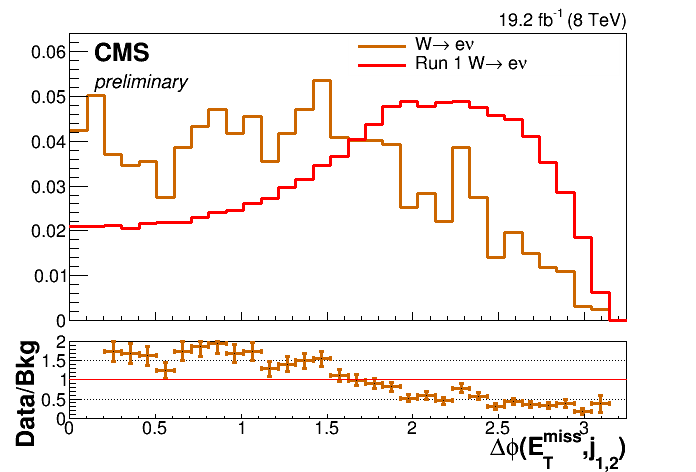 19.2 fb⁻¹ (8 TeV)
CMS
preliminary
W→ eν
Run 1 W→ eν
0.06
0.05
0.04
0.03
0.02
0.01
0
Data/Bkg
2
1.5
1
0.5
0
0 0.5 1 1.5 2 2.5 3
Δϕ(E_T^miss,j_1,2)